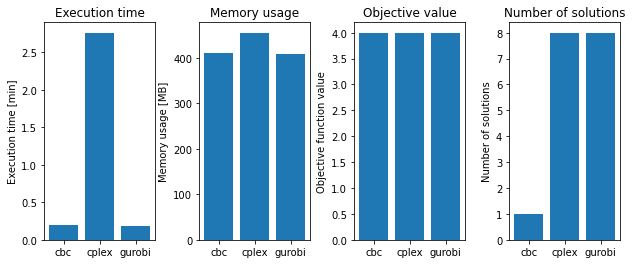 Execution time
Execution time [min]
2.5
2.0
1.5
1.0
0.5
0.0
cbc cplex gurobi
Memory usage
Memory usage [MB]
400
300
200
100
0
cbc cplex gurobi
Objective value
Objective function value
4.0
3.5
3.0
2.5
2.0
1.5
1.0
0.5
0.0
cbc cplex gurobi
Number of solutions
Number of solutions
8
7
6
5
4
3
2
1
0
cbc cplex gurobi